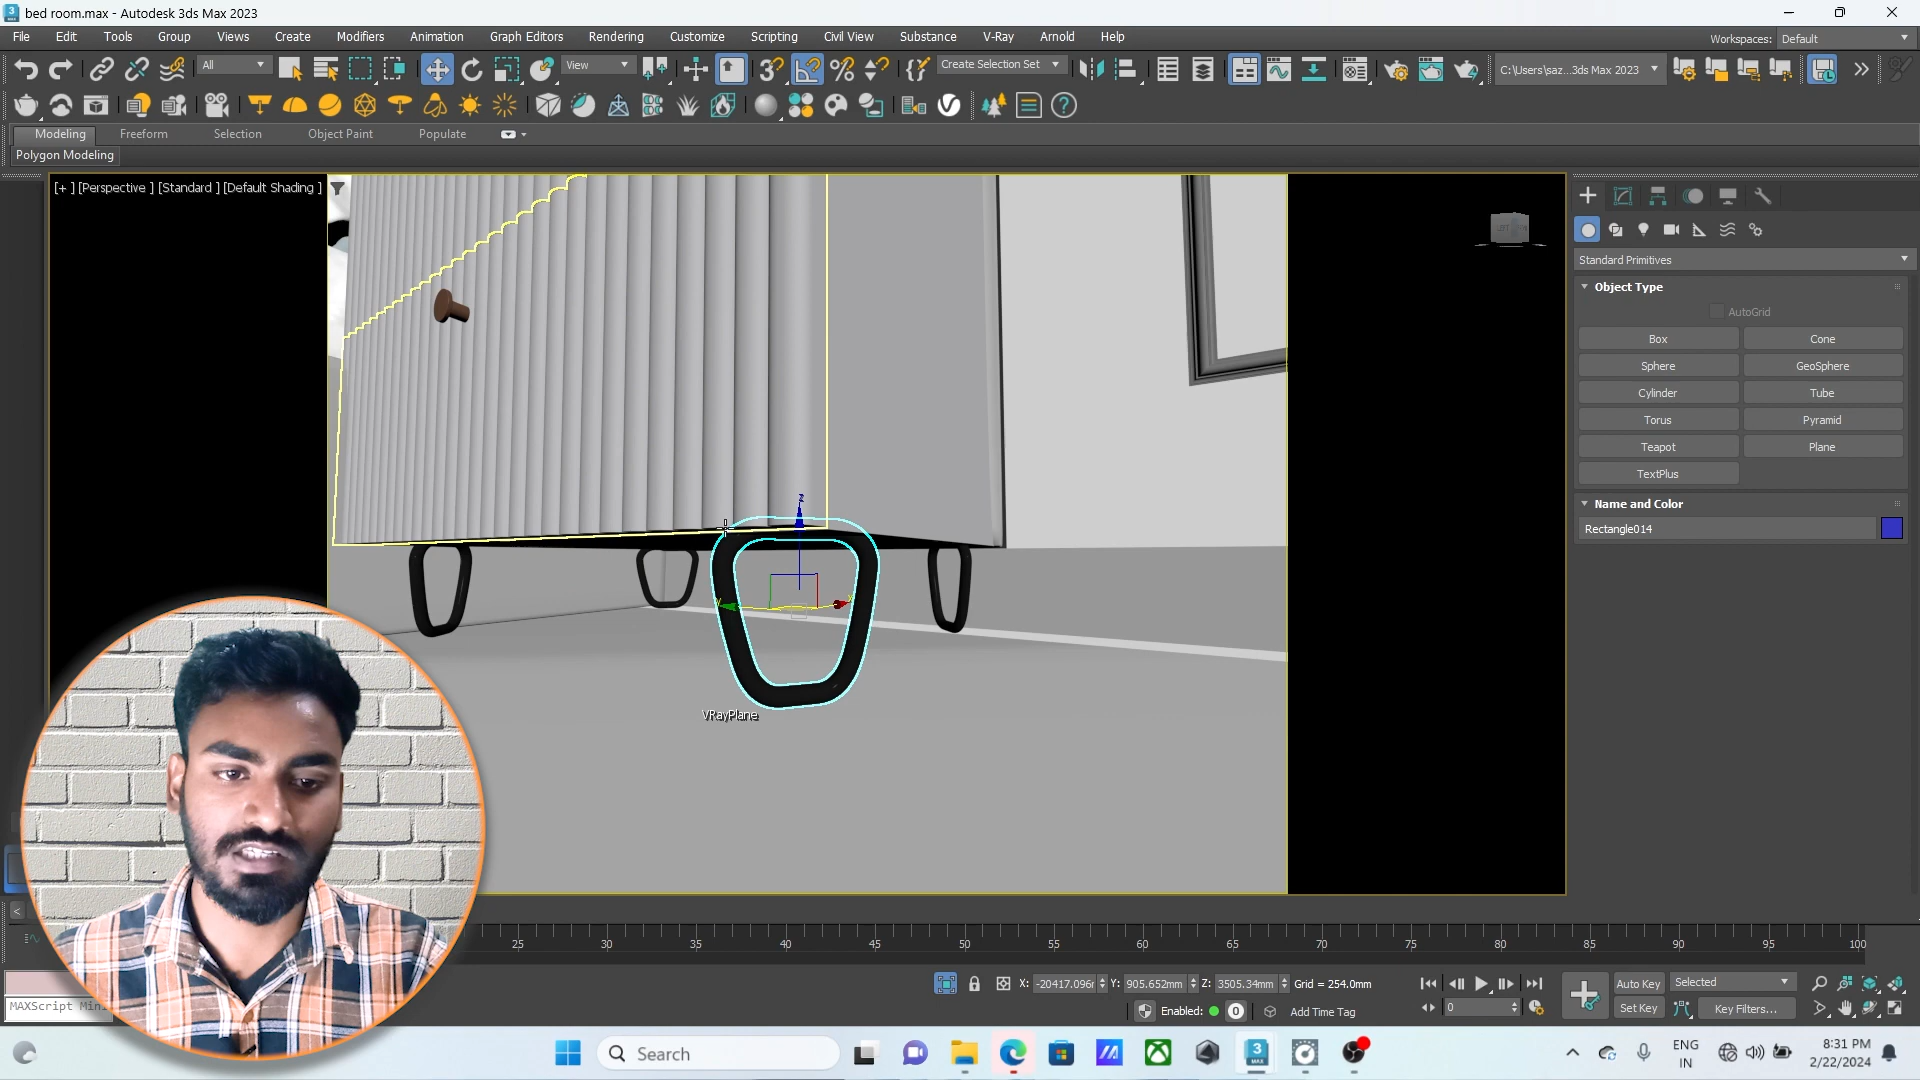 bed room.max - Autodesk 3ds Max 2023
File Edit Tools Group Views Create Modifiers Animation Graph Editors Rendering Customize Scripting Civil View Substance V-Ray Arnold Help
Workspaces: Default
All
View
Create Selection Set
C:\Users\saz...3ds Max 2023
Modeling Freeform Selection Object Paint Populate
Polygon Modeling
[+ ] [Perspective ] [Standard ] [Default Shading ]
Standard Primitives
Object Type
AutoGrid
Box Cone
Sphere GeoSphere
Cylinder Tube
Torus Pyramid
Teapot Plane
TextPlus
Name and Color
Rectangle014
z
y
x
VRayPlane
25 30 35 40 45 50 55 60 65 70 75 80 85 90 95 100
X: -20417.096r Y: 905.652mm Z: 3505.34mm Grid = 254.0mm
Auto Key Selected
MAXScript Mini
Enabled: 0 Add Time Tag
0
Set Key Key Filters...
Search
ENG
IN
8:31 PM
2/22/2024